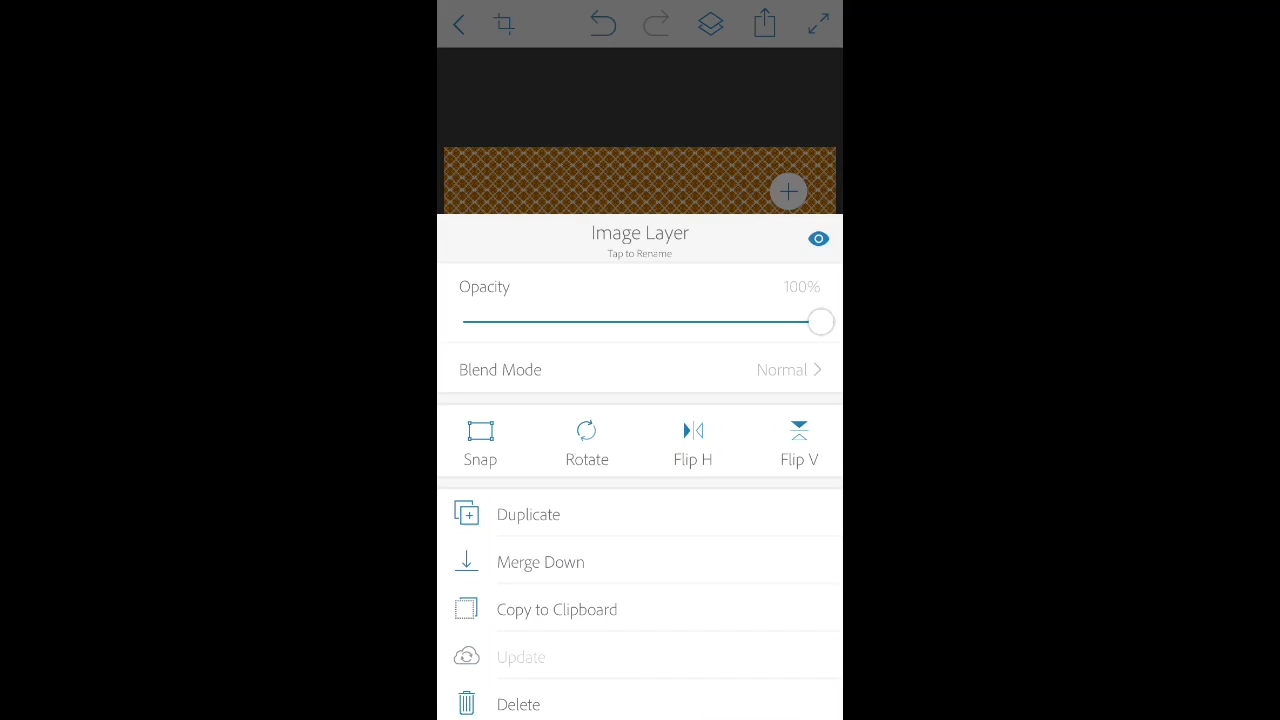 Image Layer
Tap to Rename
Opacity 100%
Blend Mode Normal
Snap Rotate Flip H Flip V
Duplicate
Merge Down
Copy to Clipboard
Update
Delete